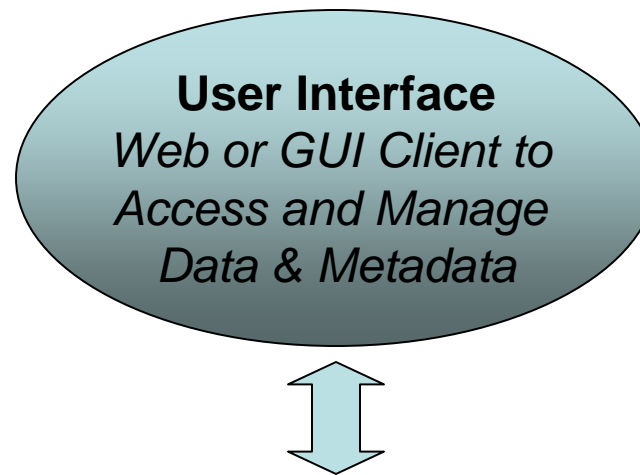 User Interface
Web or GUI Client to
Access and Manage
Data & Metadata